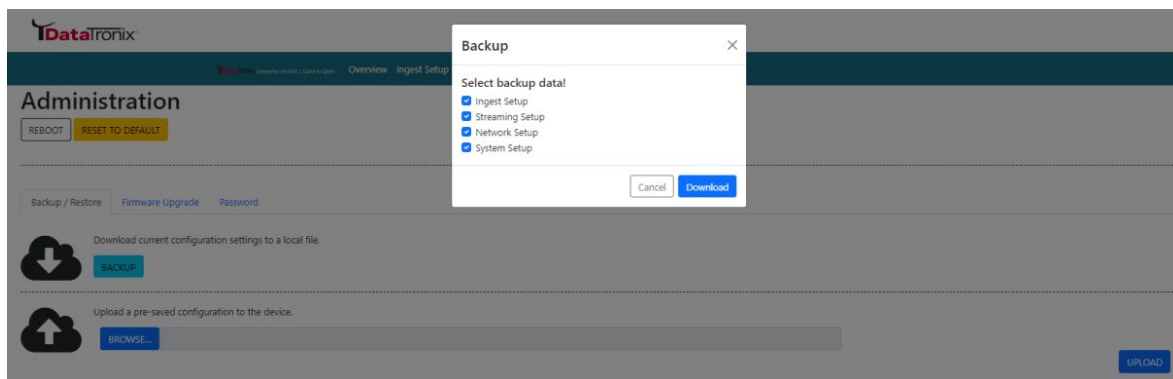 DataTronix
Overview Ingest Setup
Administration
REBOOT RESET TO DEFAULT
Backup
Select backup data!
Ingest Setup
Streaming Setup
Network Setup
System Setup
Cancel Download
Backup / Restore Firmware Upgrade Password
Download current configuration settings to a local file.
BACKUP
Upload a pre-saved configuration to the device.
BROWSE...
UPLOAD